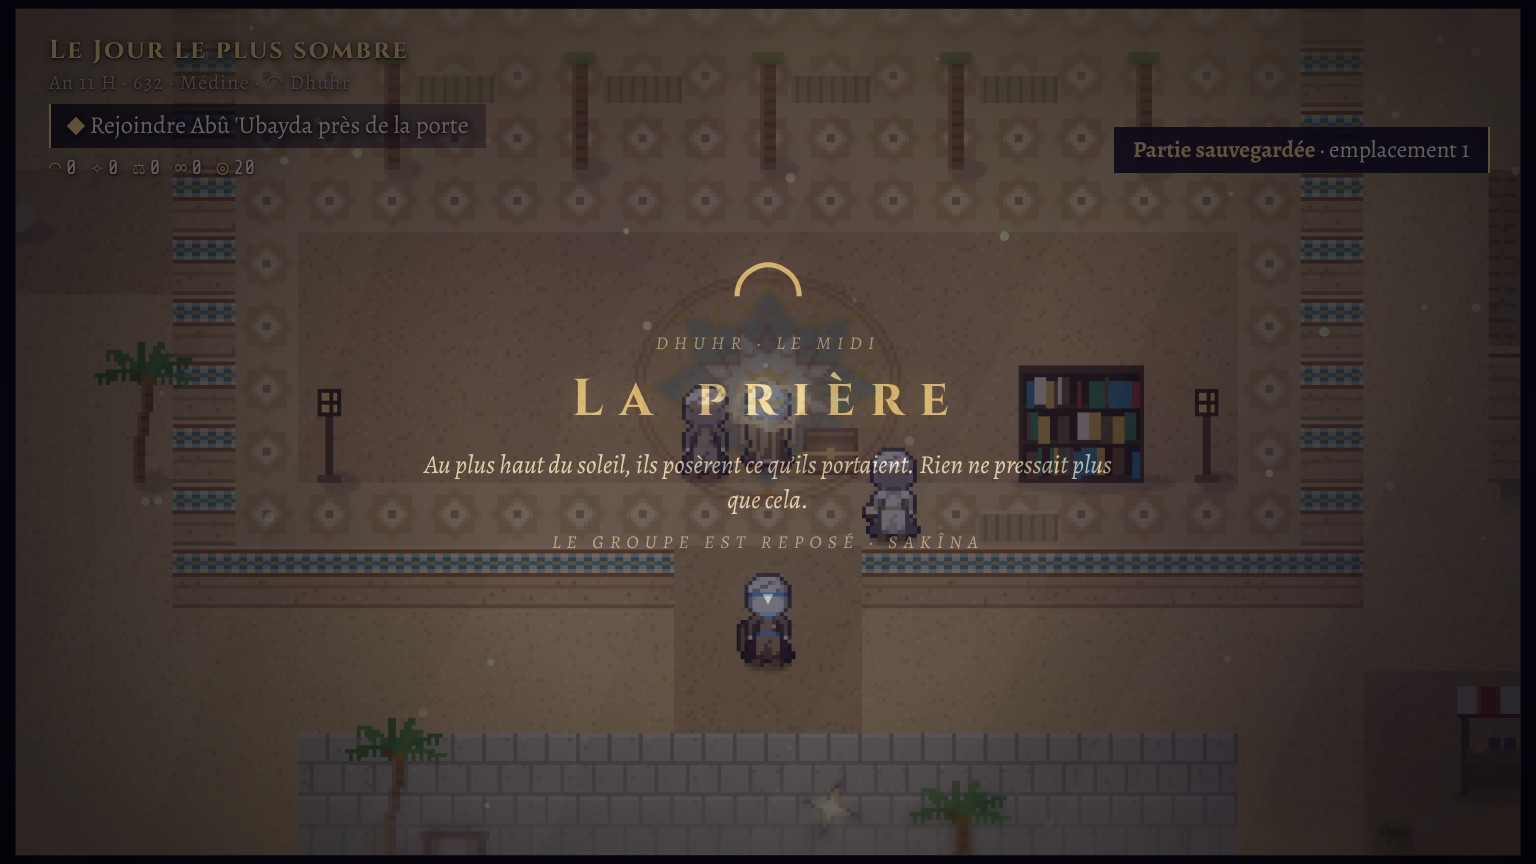 Le Jour le plus sombre
An 11 H · 632 · Médine · ◠ Dhuhr
◆ Rejoindre Abû 'Ubayda près de la porte
◠0 ✧0 ⚖0 ∞0 ◎20
Partie sauvegardée · emplacement 1
DHUHR · LE MIDI
La prière
Au plus haut du soleil, ils posèrent ce qu'ils portaient. Rien ne pressait plus
que cela.
LE GROUPE EST REPOSÉ · SAKÎNA